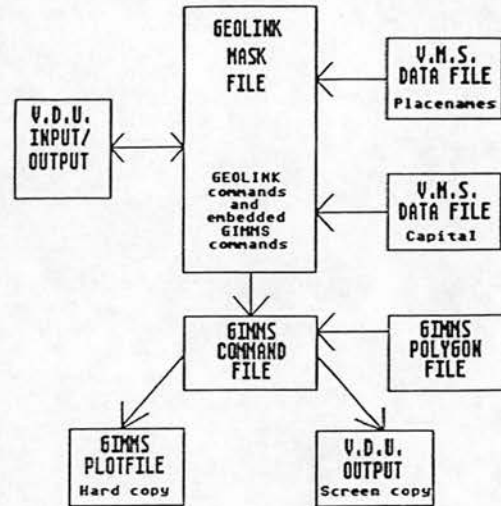 GEOLINK
MASK
FILE
GEOLINK
commands
and
embedded
GIMMS
commands
V.M.S.
DATA FILE
Placenames
V.D.U.
INPUT/
OUTPUT
V.M.S.
DATA FILE
Capital
GIMMS
COMMAND
FILE
GIMMS
POLYGON
FILE
GIMMS
PLOTFILE
Hard copy
V.D.U.
OUTPUT
Screen copy